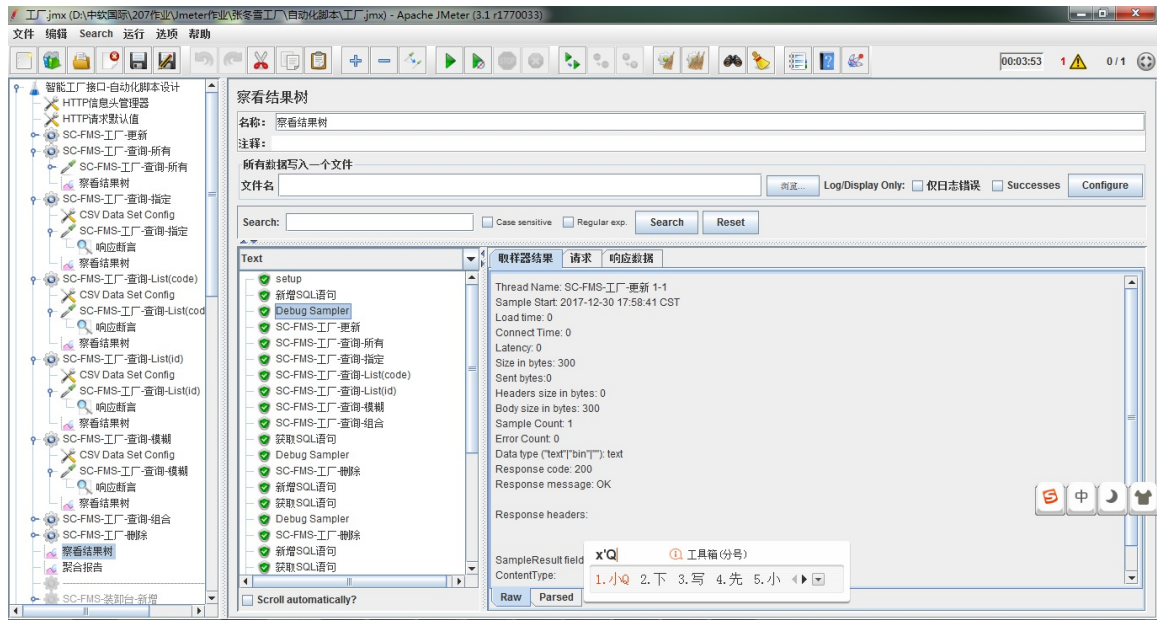 工厂.jmx (D:\中软国际\207作业\Jmeter作业\张冬雪工厂\自动化脚本\工厂.jmx) - Apache JMeter (3.1 r1770033)
文件 编辑 Search 运行 选项 帮助
00:03:53 1 0/1
智能工厂接口-自动化脚本设计
HTTP信息头管理器
HTTP请求默认值
SC-FMS-工厂-更新
SC-FMS-工厂-查询-所有
SC-FMS-工厂-查询-所有
察看结果树
SC-FMS-工厂-查询-指定
CSV Data Set Config
SC-FMS-工厂-查询-指定
响应断言
察看结果树
SC-FMS-工厂-查询-List(code)
CSV Data Set Config
SC-FMS-工厂-查询-List(cod
响应断言
察看结果树
SC-FMS-工厂-查询-List(id)
CSV Data Set Config
SC-FMS-工厂-查询-List(id)
响应断言
察看结果树
SC-FMS-工厂-查询-模糊
CSV Data Set Config
SC-FMS-工厂-查询-模糊
响应断言
察看结果树
SC-FMS-工厂-查询-组合
SC-FMS-工厂-删除
察看结果树
聚合报告
SC-FMS-装卸台-新增
察看结果树
名称: 察看结果树
注释:
所有数据写入一个文件
文件名 浏览... Log/Display Only: 仅日志错误 Successes Configure
Search: Case sensitive Regular exp. Search Reset
Text
setup
新增SQL语句
Debug Sampler
SC-FMS-工厂-更新
SC-FMS-工厂-查询-所有
SC-FMS-工厂-查询-指定
SC-FMS-工厂-查询-List(code)
SC-FMS-工厂-查询-List(id)
SC-FMS-工厂-查询-模糊
SC-FMS-工厂-查询-组合
获取SQL语句
Debug Sampler
SC-FMS-工厂-删除
新增SQL语句
获取SQL语句
Debug Sampler
SC-FMS-工厂-删除
新增SQL语句
获取SQL语句
Scroll automatically?
取样器结果 请求 响应数据
Thread Name: SC-FMS-工厂-更新 1-1
Sample Start: 2017-12-30 17:58:41 CST
Load time: 0
Connect Time: 0
Latency: 0
Size in bytes: 300
Sent bytes:0
Headers size in bytes: 0
Body size in bytes: 300
Sample Count: 1
Error Count: 0
Data type ("text"|"bin"|""): text
Response code: 200
Response message: OK
Response headers:
SampleResult field
ContentType:
Raw Parsed
x'Q 工具箱(分号)
1.小Q 2.下 3.写 4.先 5.小
中